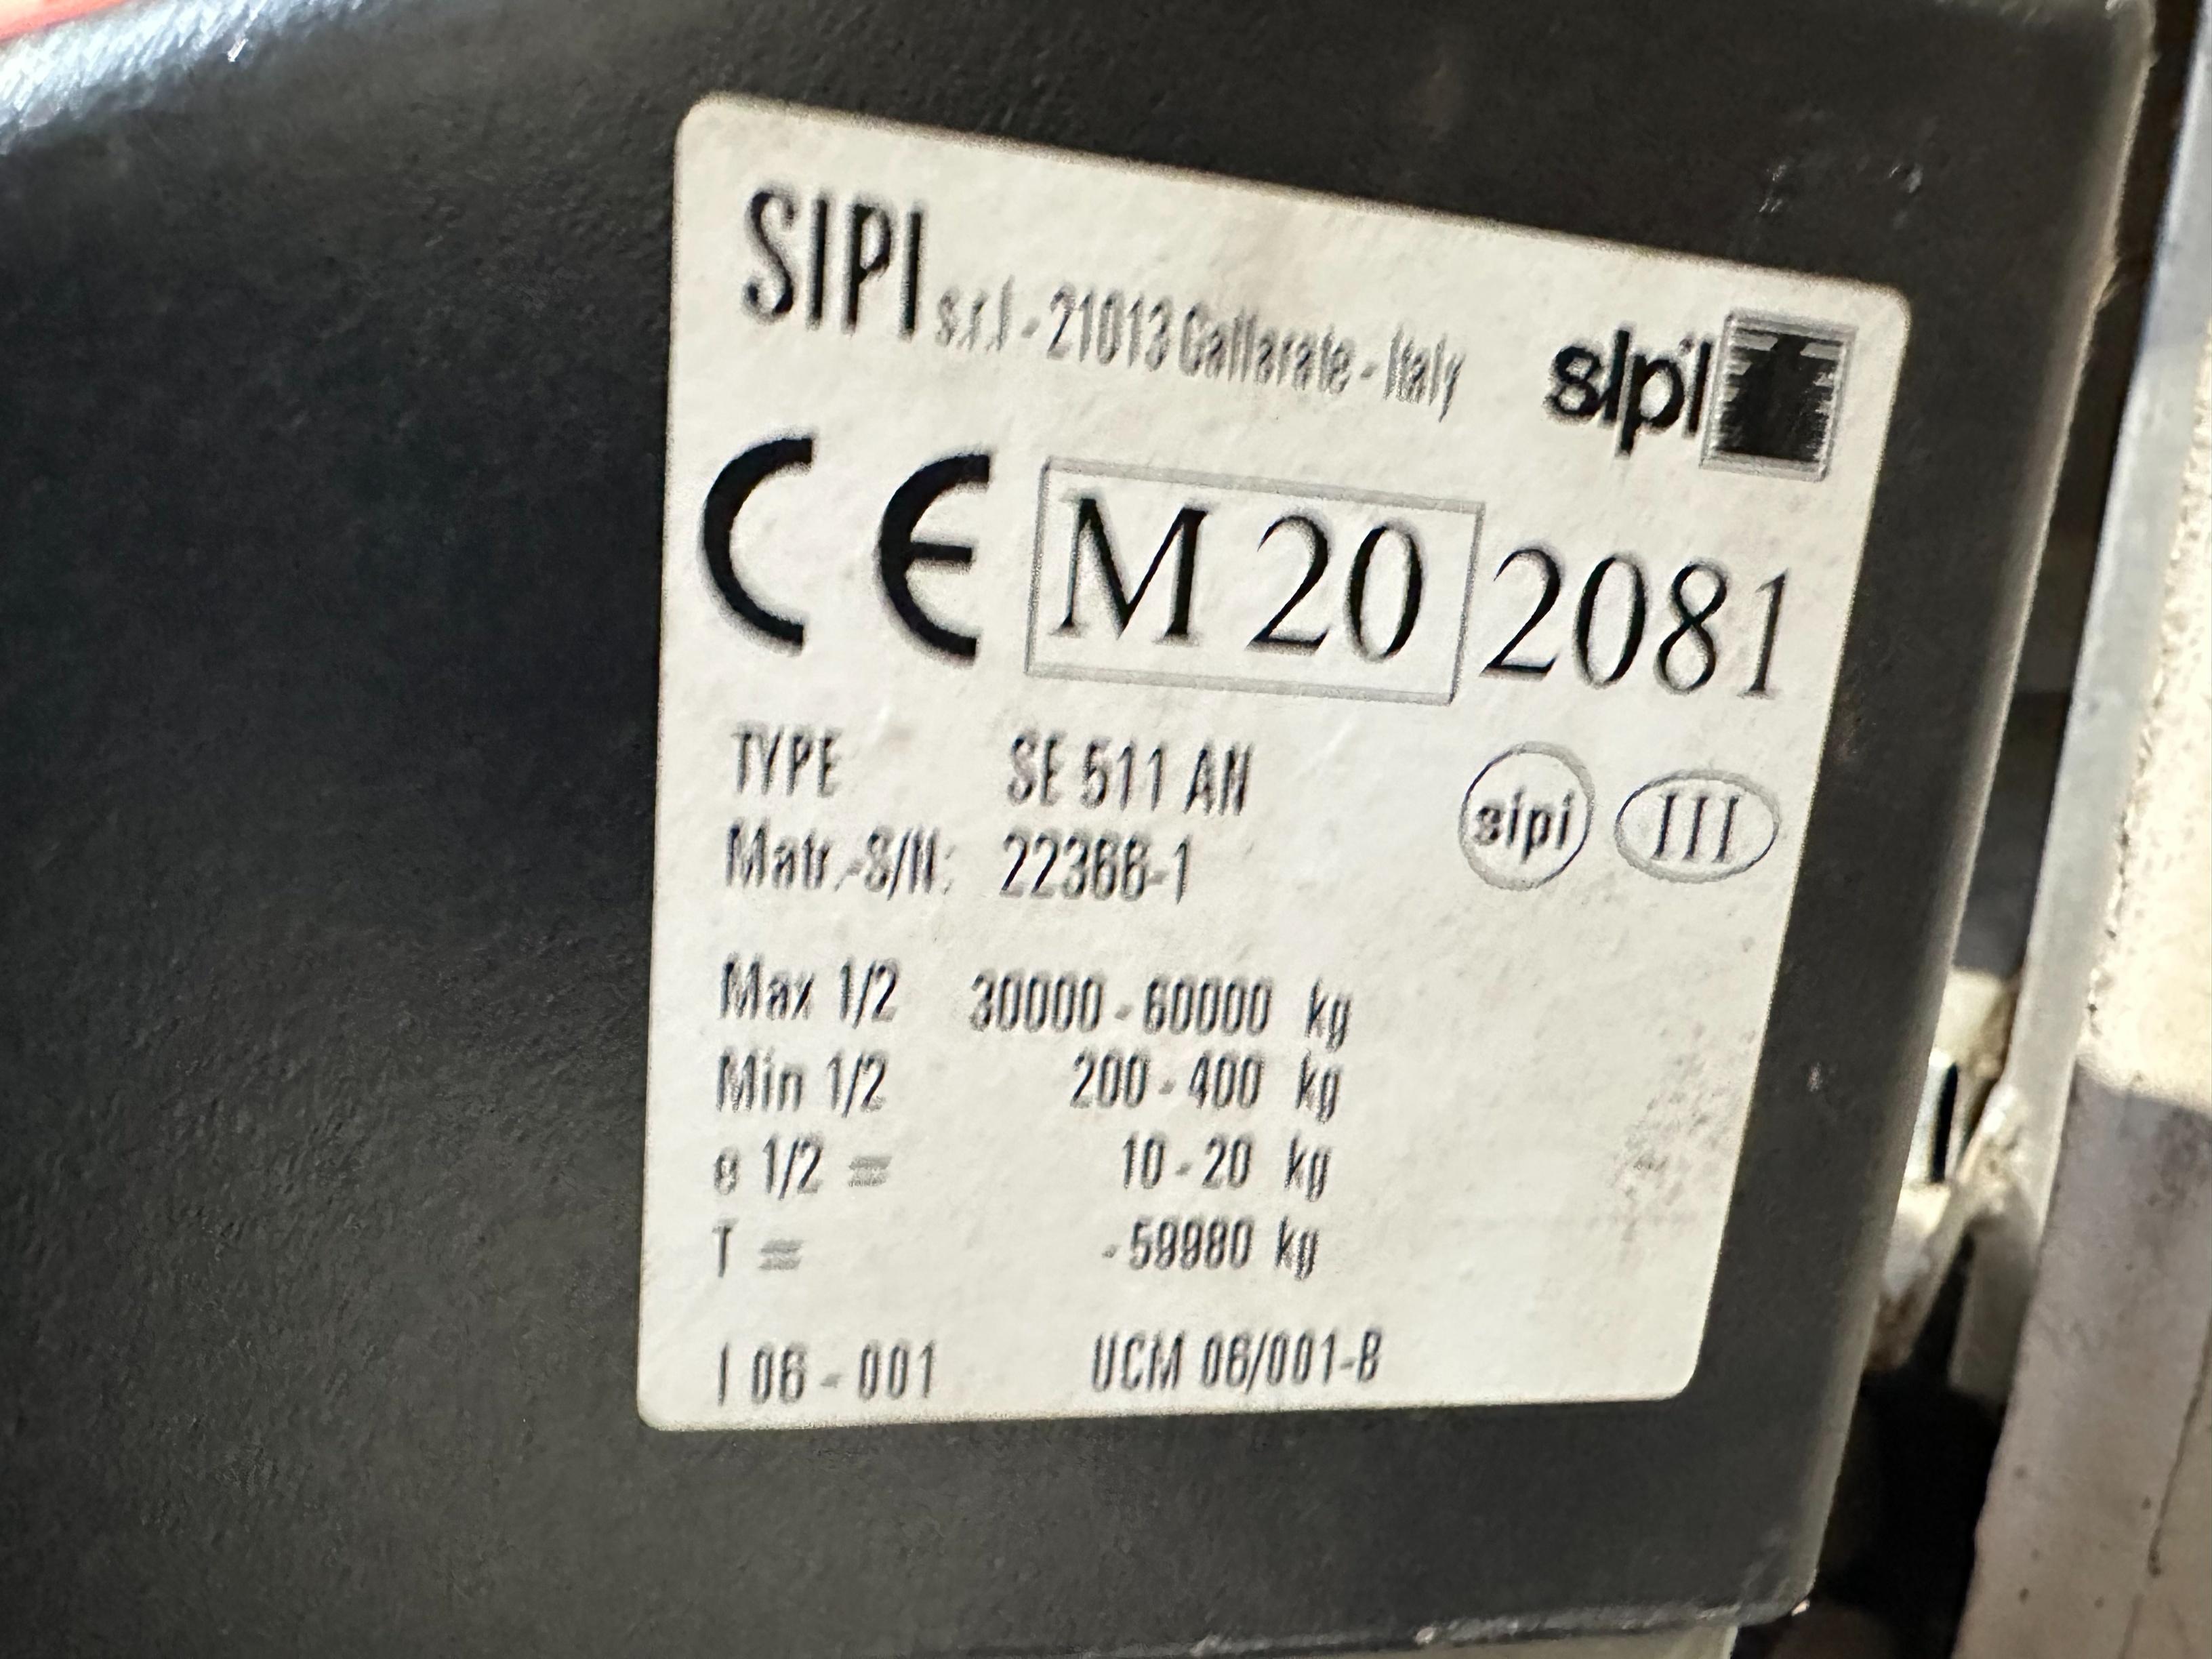 SIPI s.r.l - 21013 Gallarate - Italy
sipi
CE M 20 2081
TYPE SE 511 AN
sipi III
Matr.-S/N: 22366-1
Max 1/2 30000 - 60000 kg
Min 1/2 200 - 400 kg
e 1/2 = 10 - 20 kg
T = - 59980 kg
I 06 - 001 UCM 06/001-B